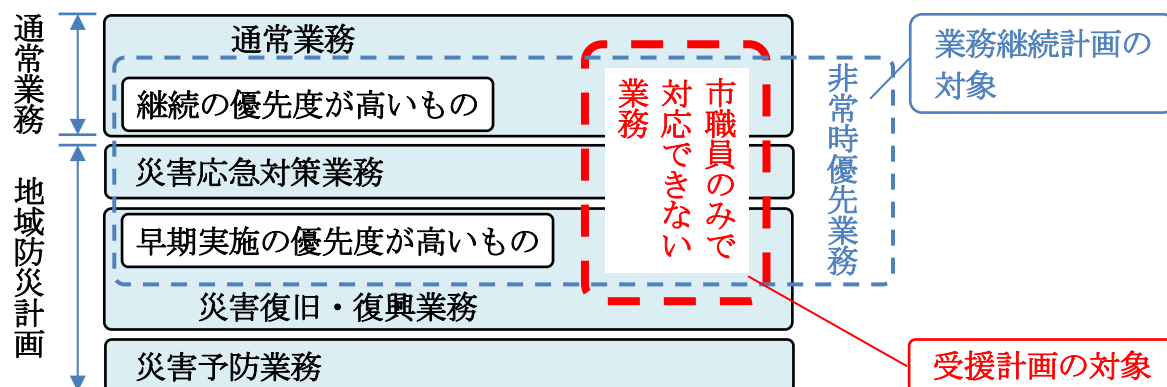 通常業務
地域防災計画
通常業務
継続の優先度が高いもの
災害応急対策業務
早期実施の優先度が高いもの
災害復旧・復興業務
災害予防業務
市職員のみで
対応できない
業務
非常時優先業務
業務継続計画の
対象
受援計画の対象